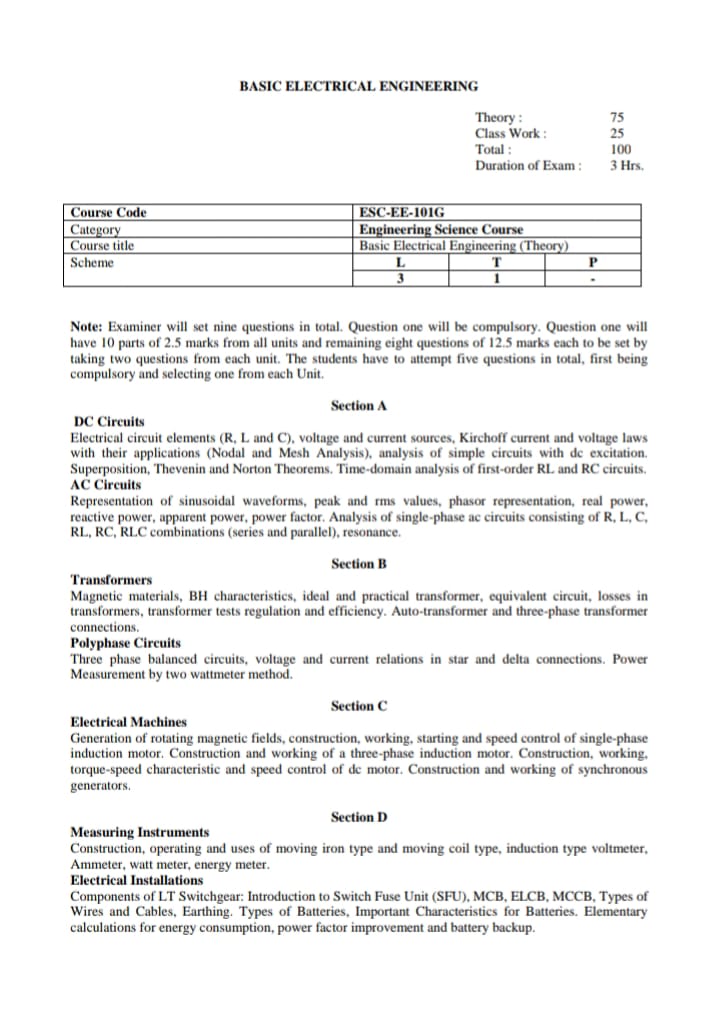 BASIC ELECTRICAL ENGINEERING
Theory : 75
Class Work : 25
Total : 100
Duration of Exam : 3 Hrs.
Course Code ESC-EE-101G
Category Engineering Science Course
Course title Basic Electrical Engineering (Theory)
Scheme L T P
3 1 -
Note: Examiner will set nine questions in total. Question one will be compulsory. Question one will
have 10 parts of 2.5 marks from all units and remaining eight questions of 12.5 marks each to be set by
taking two questions from each unit. The students have to attempt five questions in total, first being
compulsory and selecting one from each Unit.
Section A
DC Circuits
Electrical circuit elements (R, L and C), voltage and current sources, Kirchoff current and voltage laws
with their applications (Nodal and Mesh Analysis), analysis of simple circuits with dc excitation.
Superposition, Thevenin and Norton Theorems. Time-domain analysis of first-order RL and RC circuits.
AC Circuits
Representation of sinusoidal waveforms, peak and rms values, phasor representation, real power,
reactive power, apparent power, power factor. Analysis of single-phase ac circuits consisting of R, L, C,
RL, RC, RLC combinations (series and parallel), resonance.
Section B
Transformers
Magnetic materials, BH characteristics, ideal and practical transformer, equivalent circuit, losses in
transformers, transformer tests regulation and efficiency. Auto-transformer and three-phase transformer
connections.
Polyphase Circuits
Three phase balanced circuits, voltage and current relations in star and delta connections. Power
Measurement by two wattmeter method.
Section C
Electrical Machines
Generation of rotating magnetic fields, construction, working, starting and speed control of single-phase
induction motor. Construction and working of a three-phase induction motor. Construction, working,
torque-speed characteristic and speed control of dc motor. Construction and working of synchronous
generators.
Section D
Measuring Instruments
Construction, operating and uses of moving iron type and moving coil type, induction type voltmeter,
Ammeter, watt meter, energy meter.
Electrical Installations
Components of LT Switchgear: Introduction to Switch Fuse Unit (SFU), MCB, ELCB, MCCB, Types of
Wires and Cables, Earthing. Types of Batteries, Important Characteristics for Batteries. Elementary
calculations for energy consumption, power factor improvement and battery backup.